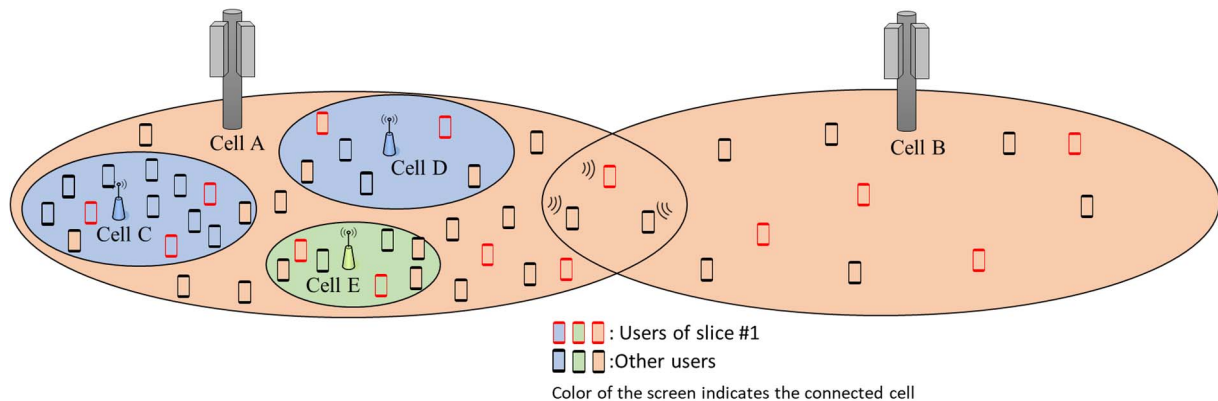 Cell A
Cell B
Cell D
Cell C
Cell E
: Users of slice #1
:Other users
Color of the screen indicates the connected cell